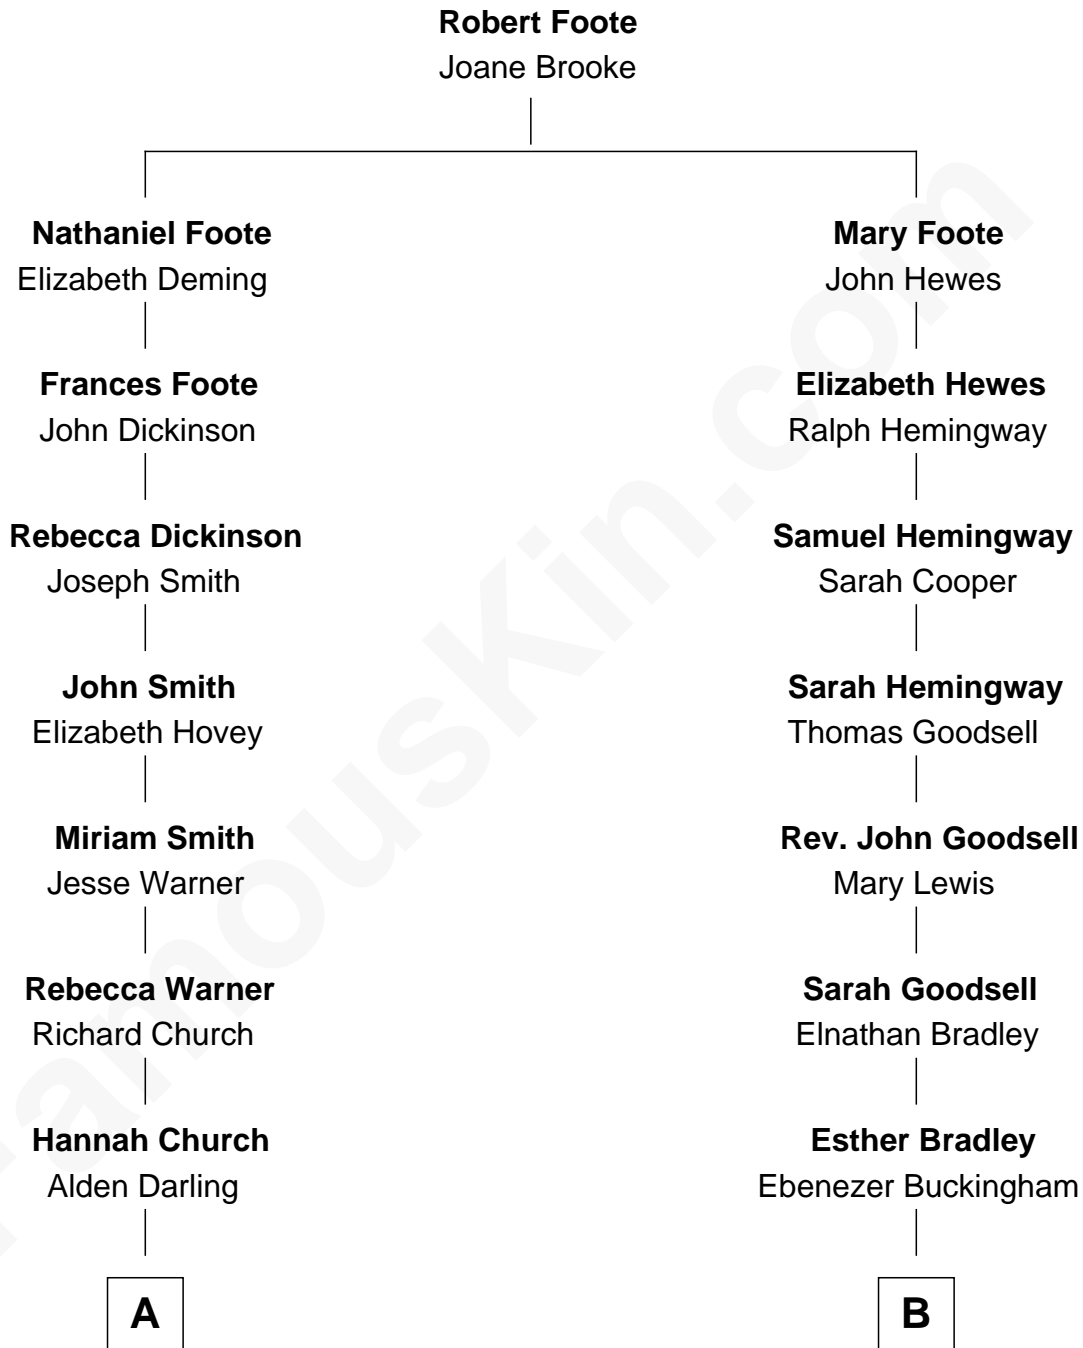 Robert Foote
Joane Brooke
Nathaniel Foote
Elizabeth Deming
Mary Foote
John Hewes
Frances Foote
John Dickinson
Elizabeth Hewes
Ralph Hemingway
Rebecca Dickinson
Joseph Smith
Samuel Hemingway
Sarah Cooper
John Smith
Elizabeth Hovey
Sarah Hemingway
Thomas Goodsell
Miriam Smith
Jesse Warner
Rev. John Goodsell
Mary Lewis
Rebecca Warner
Richard Church
Sarah Goodsell
Elnathan Bradley
Hannah Church
Alden Darling
Esther Bradley
Ebenezer Buckingham
A
B
FamousKin.com